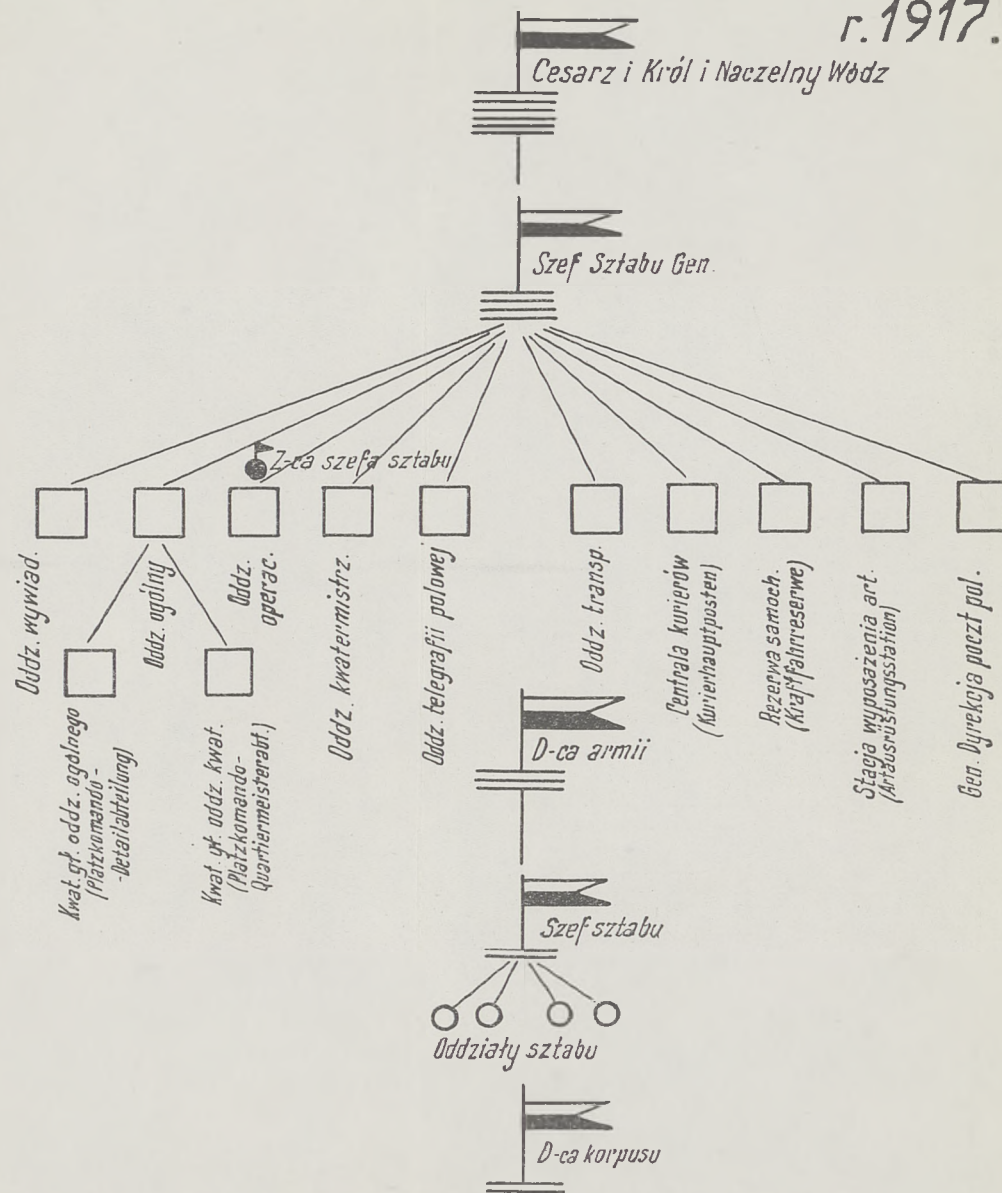 r. 1917.
Cesarz i Król i Naczelny Wódz
Szef Sztabu Gen.
Z-ca szefa sztabu
Oddz. wywiad.
Oddz. ogólny
Oddz.
operac.
Oddz. kwatermistrz.
Oddz. telegrafii polowej
Oddz. transp.
Centrala kurierów
(Kurierhauptposten)
Rezerwa samoch.
(Kraftfahrreserwe)
Stacja wyposażenia art.
(Artausrüstungsstation)
Gen. Dyrekcja poczt pol.
Kwat. gł. oddz. ogólnego
(Platzkomando-
-Detailabteilung)
Kwat. gł. oddz. kwat.
(Platzkomando-
Quartiermeisterabt.)
D-ca armii
Szef sztabu
Oddziały sztabu
D-ca korpusu